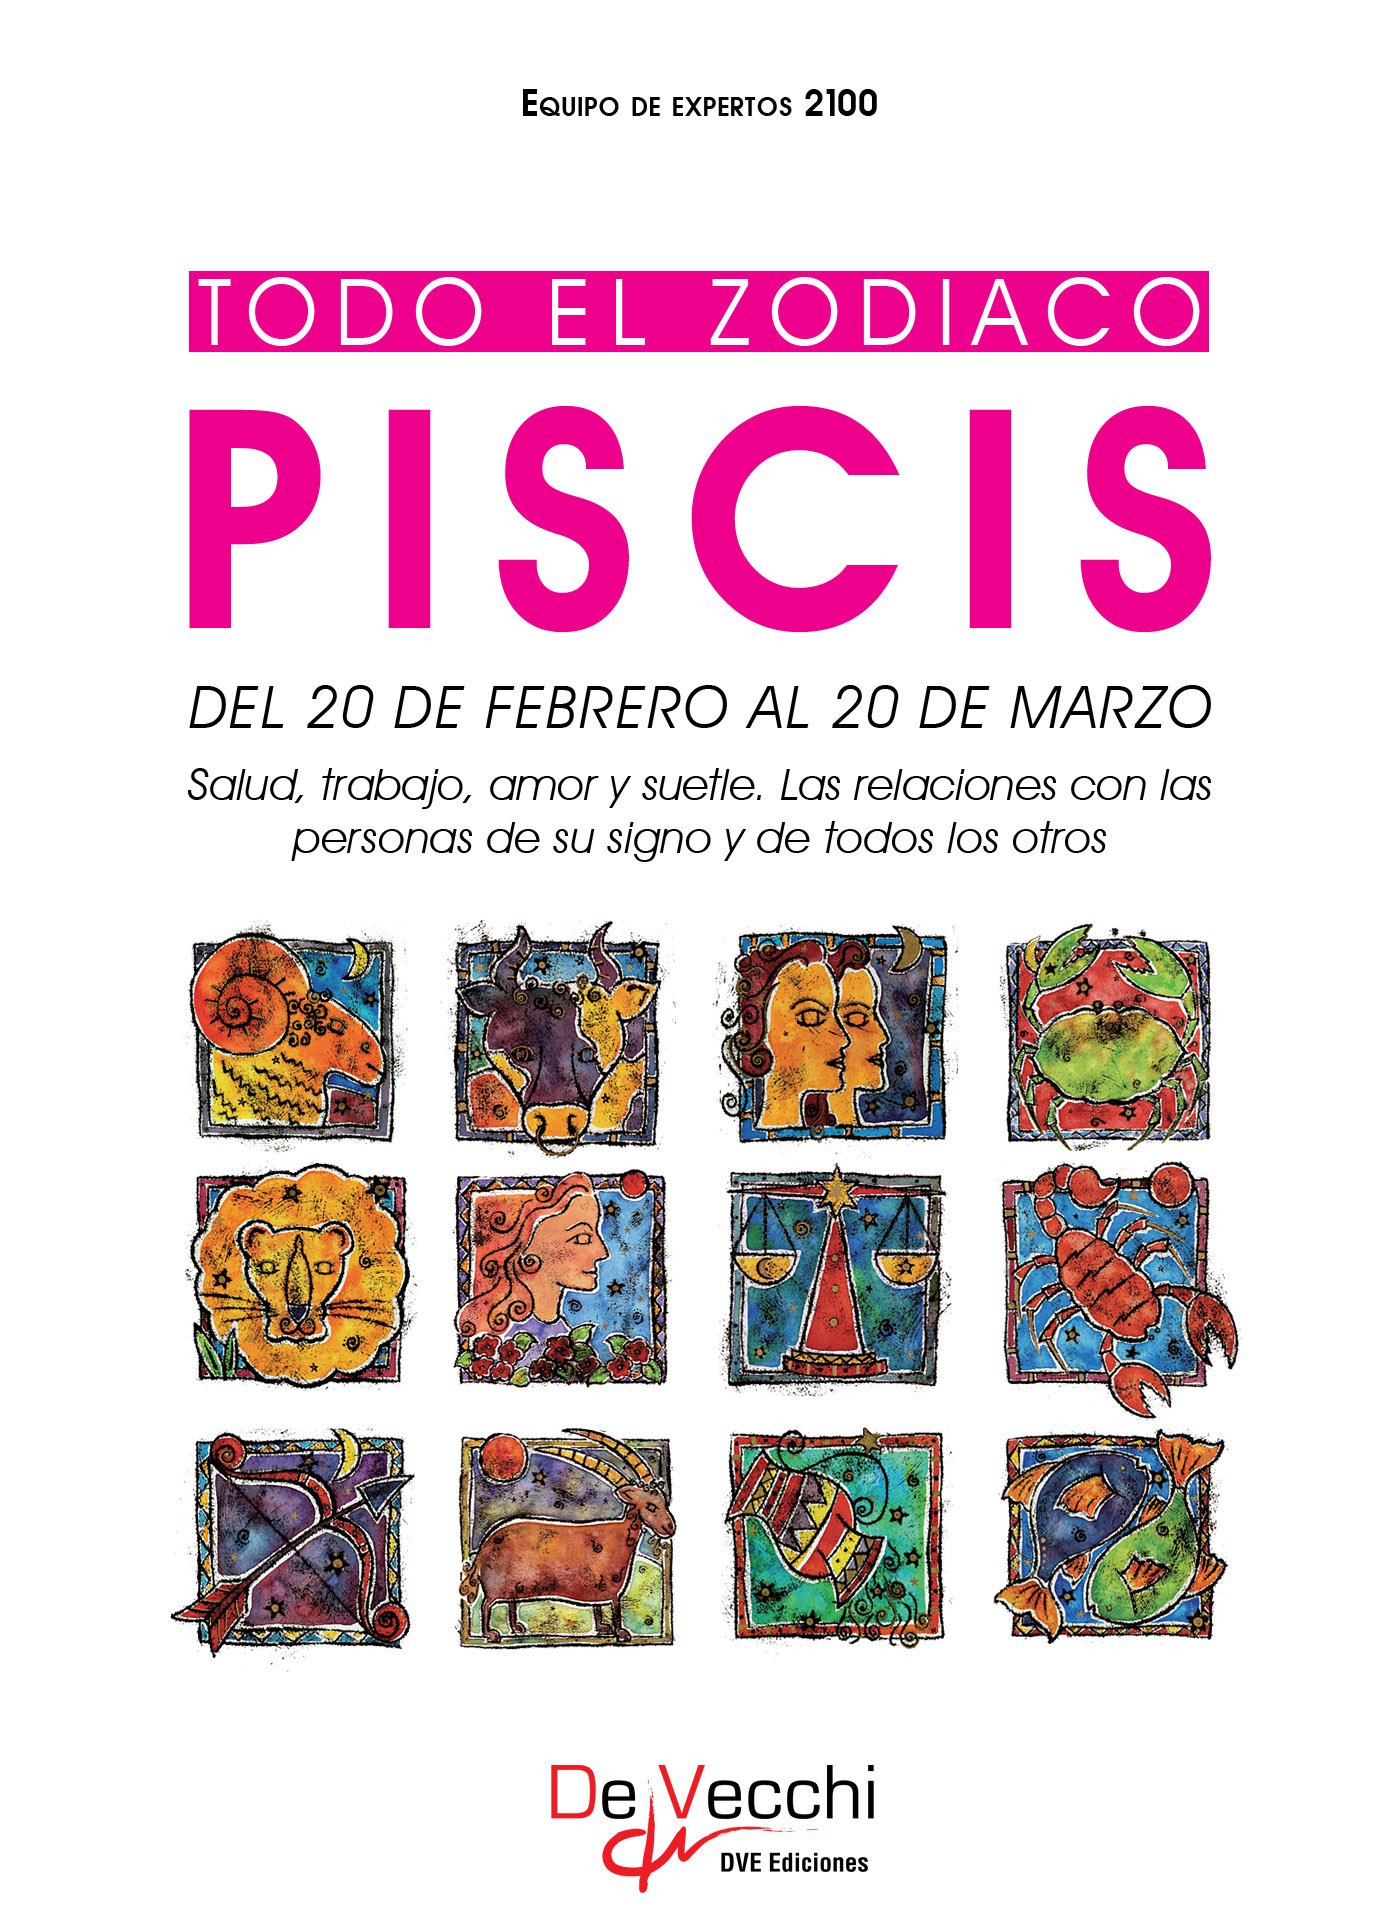 EQUIPO DE EXPERTOS 2100
TODO EL ZODIACO
PISCIS
DEL 20 DE FEBRERO AL 20 DE MARZO
Salud, trabajo, amor y suetle. Las relaciones con las
personas de su signo y de todos los otros
De Vecchi
DVE Ediciones